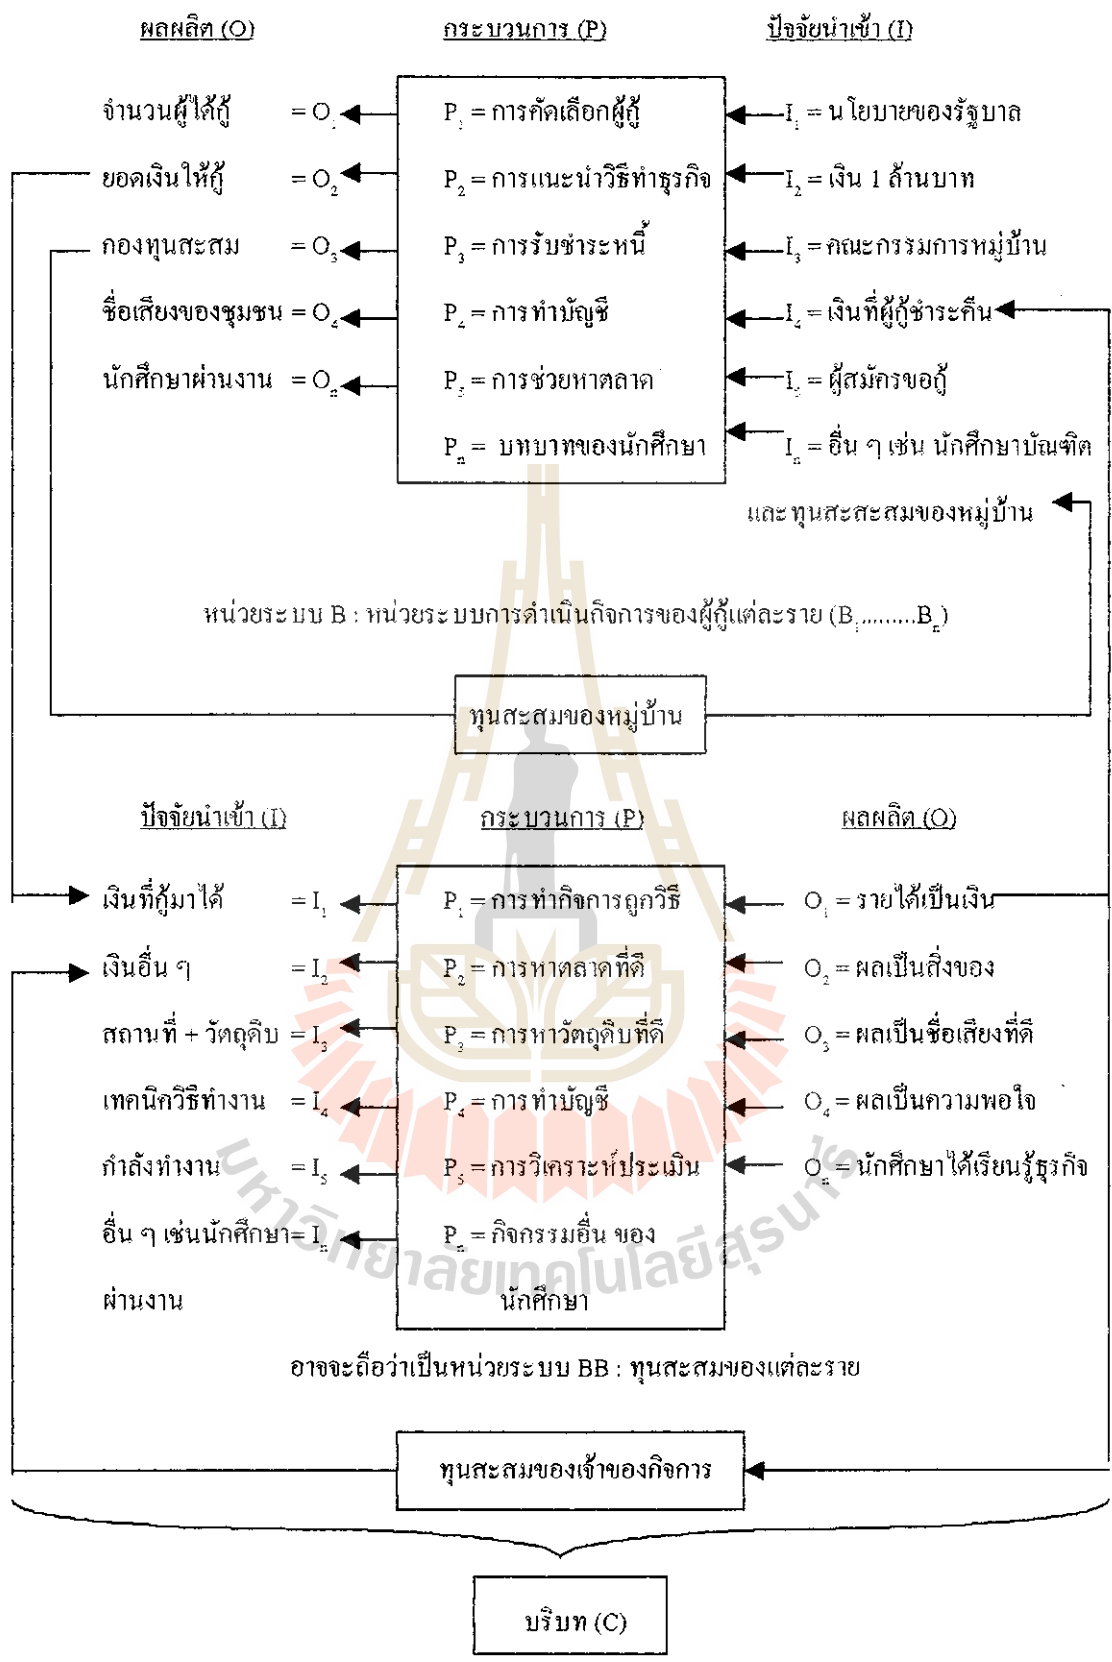 ผลผลิต (O) กระบวนการ (P) ปัจจัยนำเข้า (I)
จำนวนผู้ได้กู้ = O₁ P₁ = การคัดเลือกผู้กู้ I₁ = นโยบายของรัฐบาล
ยอดเงินให้กู้ = O₂ P₂ = การแนะนำวิธีทำธุรกิจ I₂ = เงิน 1 ล้านบาท
กองทุนสะสม = O₃ P₃ = การรับชำระหนี้ I₃ = คณะกรรมการหมู่บ้าน
ชื่อเสียงของชุมชน = O₄ P₄ = การทำบัญชี I₄ = เงินที่ผู้กู้ชำระคืน
นักศึกษาผ่านงาน = Oₙ P₅ = การช่วยหาตลาด I₅ = ผู้สมัครขอกู้
Pₙ = บทบาทของนักศึกษา Iₙ = อื่น ๆ เช่น นักศึกษาบัณฑิต
และทุนสะสะสมของหมู่บ้าน
หน่วยระบบ B : หน่วยระบบการดำเนินกิจการของผู้กู้แต่ละราย (B₁.........Bₙ)
ทุนสะสมของหมู่บ้าน
ปัจจัยนำเข้า (I) กระบวนการ (P) ผลผลิต (O)
เงินที่กู้มาได้ = I₁ P₁ = การทำกิจการถูกวิธี O₁ = รายได้เป็นเงิน
เงินอื่น ๆ = I₂ P₂ = การหาตลาดที่ดี O₂ = ผลเป็นสิ่งของ
สถานที่ + วัตถุดิบ = I₃ P₃ = การหาวัตถุดิบที่ดี O₃ = ผลเป็นชื่อเสียงที่ดี
เทคนิควิธีทำงาน = I₄ P₄ = การทำบัญชี O₄ = ผลเป็นความพอใจ
กำลังทำงาน = I₅ P₅ = การวิเคราะห์ประเมิน Oₙ = นักศึกษาได้เรียนรู้ธุรกิจ
อื่น ๆ เช่นนักศึกษา = Iₙ Pₙ = กิจกรรมอื่น ของ
ผ่านงาน นักศึกษา
มหาวิทยาลัยเทคโนโลยีสุรนารี
อาจจะถือว่าเป็นหน่วยระบบ BB : ทุนสะสมของแต่ละราย
ทุนสะสมของเจ้าของกิจการ
บริบท (C)